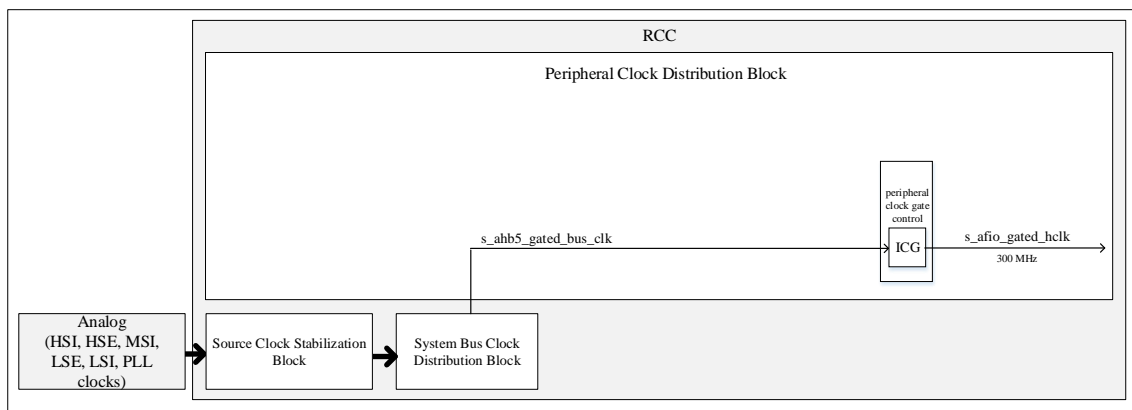 RCC
Peripheral Clock Distribution Block
peripheral
clock gate
control
ICG
s_ahb5_gated_bus_clk
s_afio_gated_hclk
300 MHz
Analog
(HSI, HSE, MSI,
LSE, LSI, PLL
clocks)
Source Clock Stabilization
Block
System Bus Clock
Distribution Block